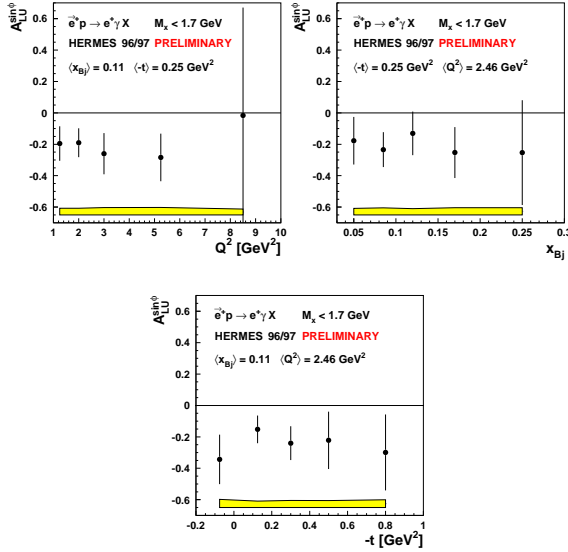 A_LU^sinϕ
e⃗⁺p → e⁺γ X M_x < 1.7 GeV
HERMES 96/97 PRELIMINARY
⟨x_Bj⟩ = 0.11 ⟨-t⟩ = 0.25 GeV²
0.6
0.4
0.2
0
-0.2
-0.4
-0.6
1 2 3 4 5 6 7 8 9 10
Q² [GeV²]
A_LU^sinϕ
e⃗⁺p → e⁺γ X M_x < 1.7 GeV
HERMES 96/97 PRELIMINARY
⟨-t⟩ = 0.25 GeV² ⟨Q²⟩ = 2.46 GeV²
0.6
0.4
0.2
0
-0.2
-0.4
-0.6
0.05 0.1 0.15 0.2 0.25 0.3
x_Bj
A_LU^sinϕ
e⃗⁺p → e⁺γ X M_x < 1.7 GeV
HERMES 96/97 PRELIMINARY
⟨x_Bj⟩ = 0.11 ⟨Q²⟩ = 2.46 GeV²
0.6
0.4
0.2
0
-0.2
-0.4
-0.6
0 0.2 0.4 0.6 0.8 1
-t [GeV²]